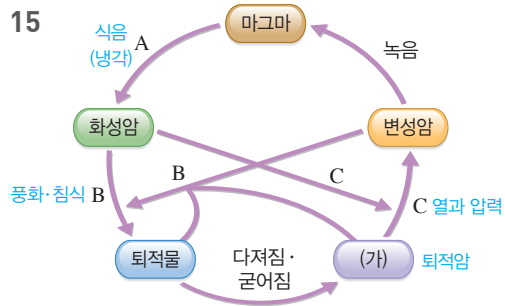 15
마그마
식음
(냉각)
A
녹음
화성암
변성암
B
C
풍화·침식 B
C 열과 압력
퇴적물
다져짐·
굳어짐
(가)
퇴적암